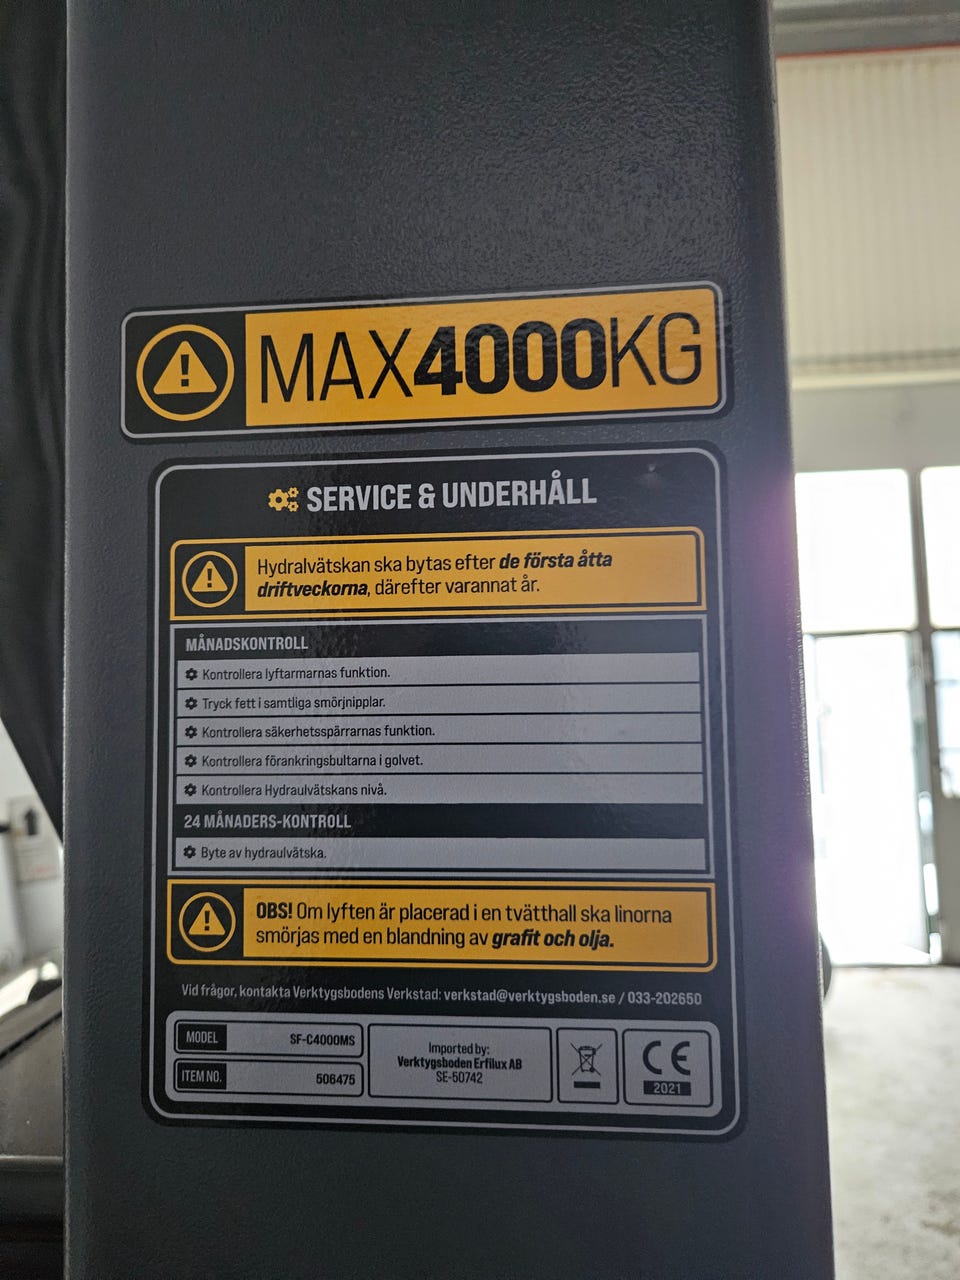 MAX4000KG
SERVICE & UNDERHÅLL
Hydralvätskan ska bytas efter de första åtta
driftveckorna, därefter varannat år.
MÅNADSKONTROLL
Kontrollera lyftarmarnas funktion.
Tryck fett i samtliga smörjnipplar.
Kontrollera säkerhetsspärrarnas funktion.
Kontrollera förankringsbultarna i golvet.
Kontrollera Hydraulvätskans nivå.
24 MÅNADERS-KONTROLL
Byte av hydraulvätska.
OBS! Om lyften är placerad i en tvätthall ska linorna
smörjas med en blandning av grafit och olja.
Vid frågor, kontakta Verktygsbodens Verkstad: verkstad@verktygsboden.se / 033-202650
MODEL SF-C4000MS
ITEM NO. 506475
Imported by:
Verktygsboden Erfilux AB
SE-50742
CE
2021